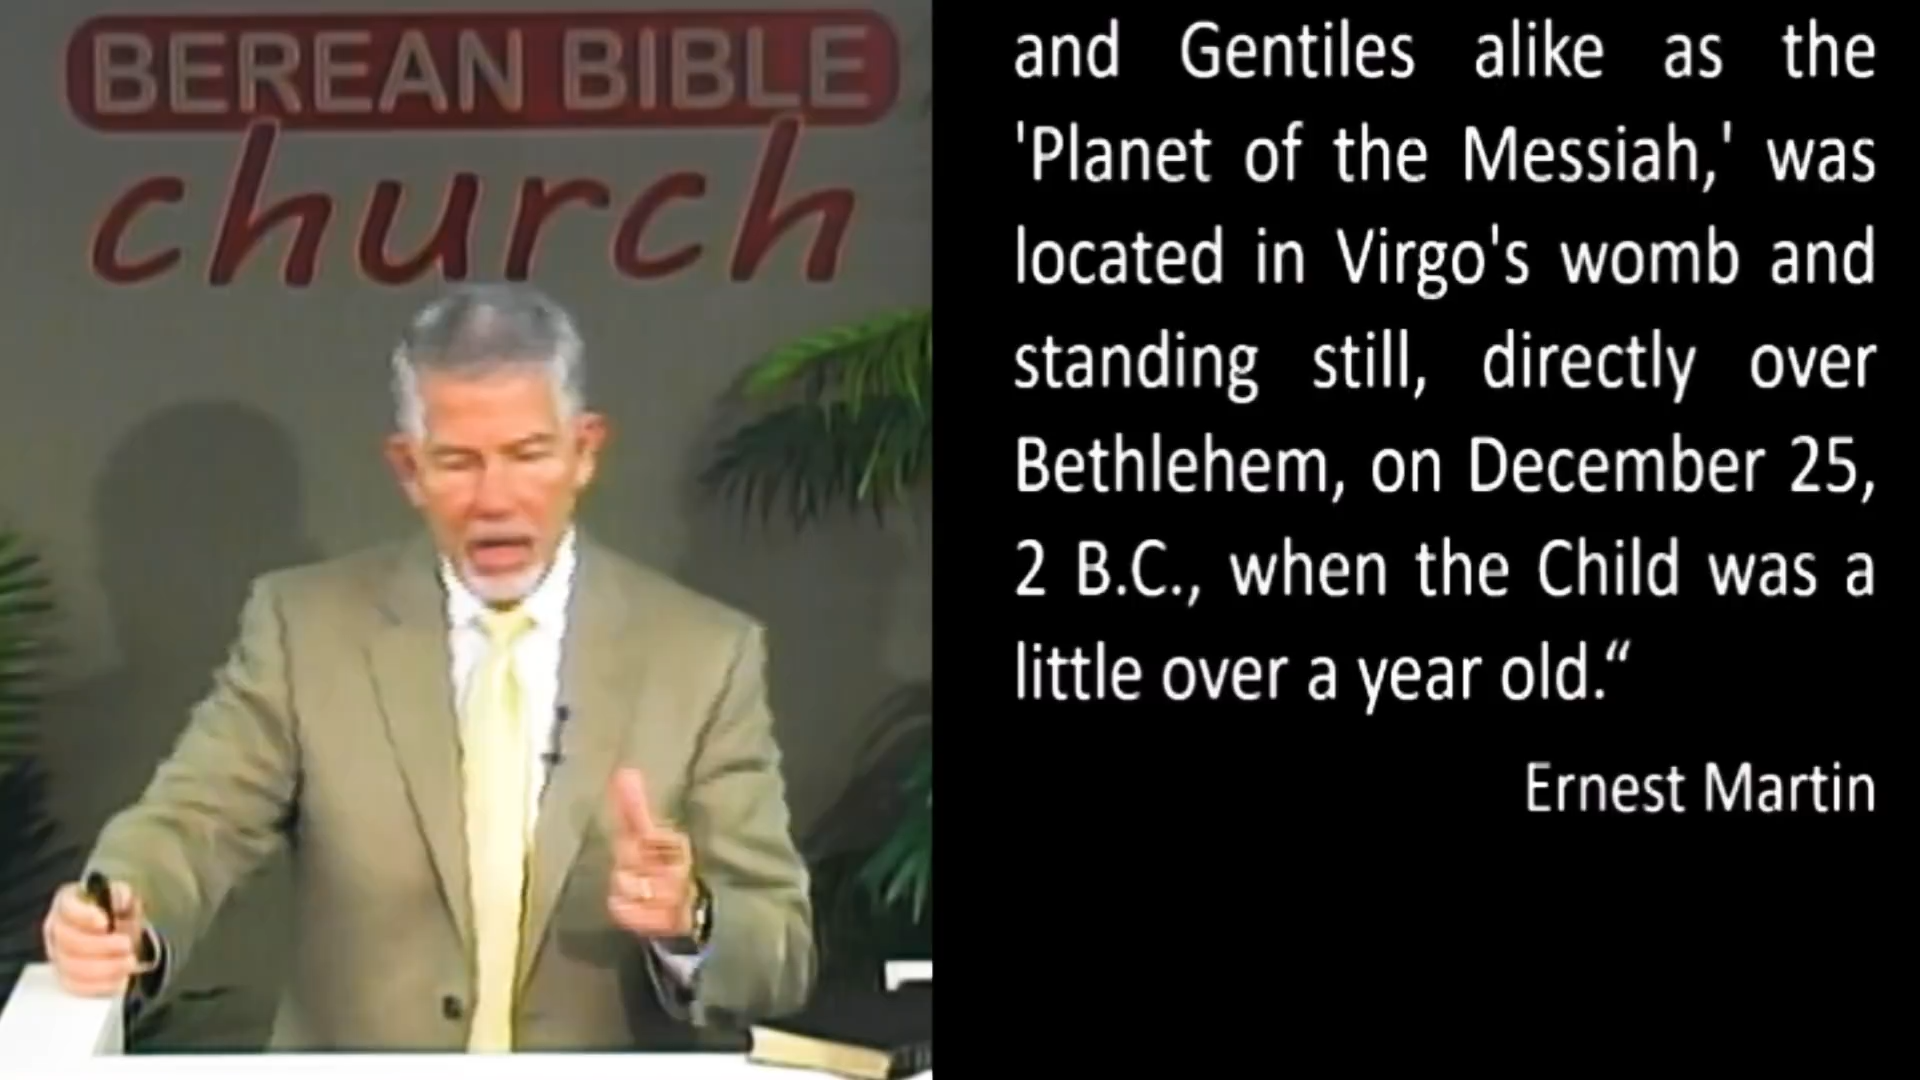 BEREAN BIBLE
church
and Gentiles alike as the
'Planet of the Messiah,' was
located in Virgo's womb and
standing still, directly over
Bethlehem, on December 25,
2 B.C., when the Child was a
little over a year old.“
Ernest Martin